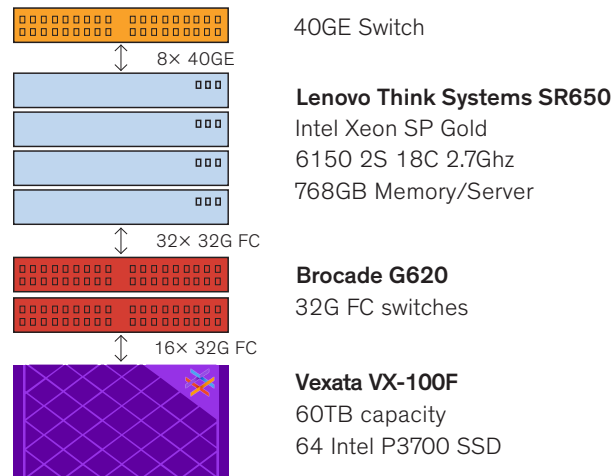 40GE Switch
8× 40GE
Lenovo Think Systems SR650
Intel Xeon SP Gold
6150 2S 18C 2.7Ghz
768GB Memory/Server
32× 32G FC
Brocade G620
32G FC switches
16× 32G FC
Vexata VX-100F
60TB capacity
64 Intel P3700 SSD